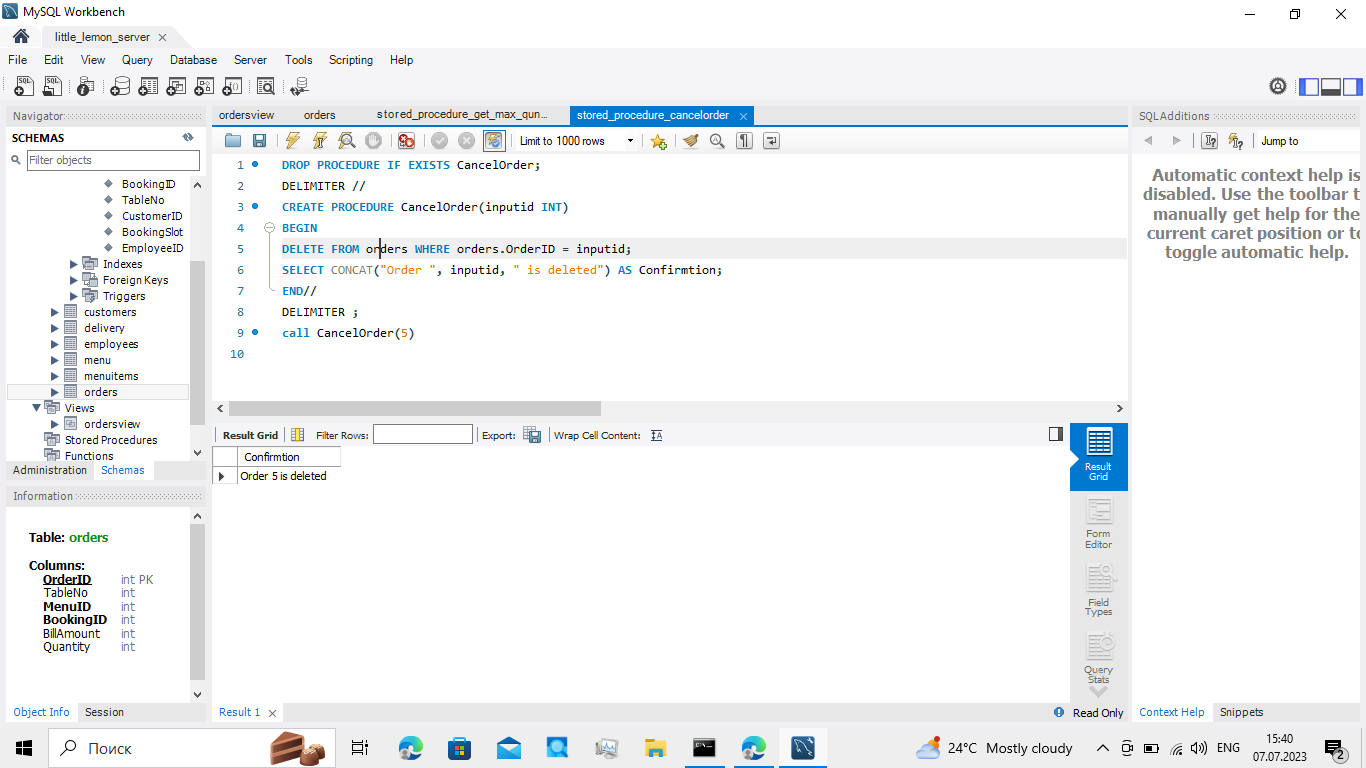 MySQL Workbench
little_lemon_server
File Edit View Query Database Server Tools Scripting Help
Navigator
SCHEMAS
Filter objects
BookingID
TableNo
CustomerID
BookingSlot
EmployeeID
Indexes
Foreign Keys
Triggers
customers
delivery
employees
menu
menuitems
orders
Views
ordersview
Stored Procedures
Functions
Administration Schemas
Information
Table: orders
Columns:
OrderID int PK
TableNo int
MenuID int
BookingID int
BillAmount int
Quantity int
Object Info Session
ordersview orders stored_procedure_get_max_qun... stored_procedure_cancelorder
Limit to 1000 rows
1 DROP PROCEDURE IF EXISTS CancelOrder;
2 DELIMITER //
3 CREATE PROCEDURE CancelOrder(inputid INT)
4 BEGIN
5 DELETE FROM orders WHERE orders.OrderID = inputid;
6 SELECT CONCAT("Order ", inputid, " is deleted") AS Confirmtion;
7 END//
8 DELIMITER ;
9 call CancelOrder(5)
10
Result Grid Filter Rows: Export: Wrap Cell Content:
Confirmtion
Order 5 is deleted
Result
Grid
Form
Editor
Field
Types
Query
Stats
Result 1
Read Only
SQLAdditions
Jump to
Automatic context help is
disabled. Use the toolbar t
manually get help for the
current caret position or to
toggle automatic help.
Context Help Snippets
Поиск
24°C Mostly cloudy
ENG
15:40
07.07.2023
2